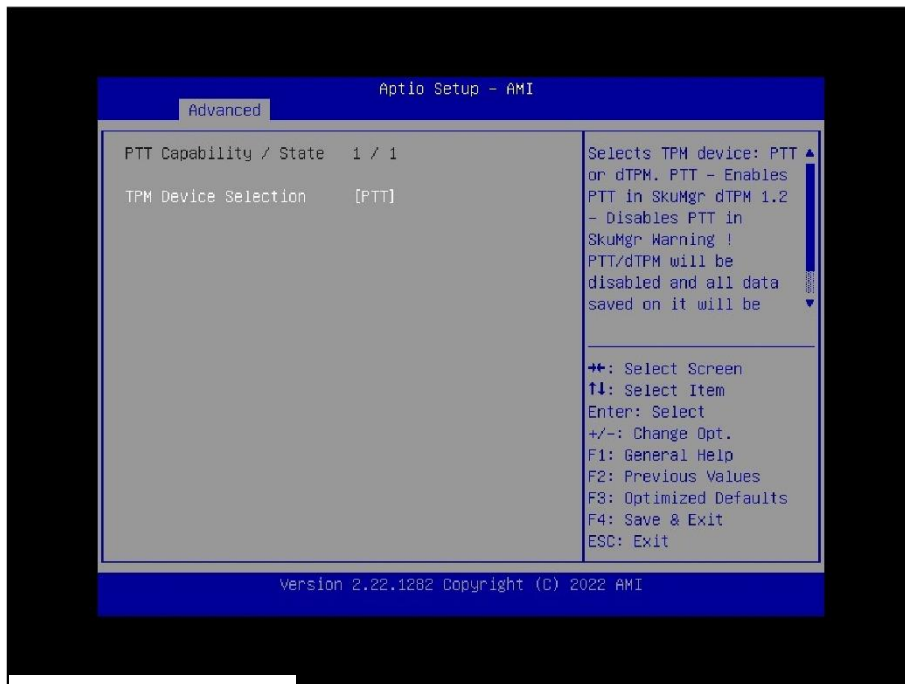 Aptio Setup – AMI
Advanced
PTT Capability / State 1 / 1
TPM Device Selection [PTT]
Selects TPM device: PTT
or dTPM. PTT – Enables
PTT in SkuMgr dTPM 1.2
– Disables PTT in
SkuMgr Warning !
PTT/dTPM will be
disabled and all data
saved on it will be
→←: Select Screen
↑↓: Select Item
Enter: Select
+/-: Change Opt.
F1: General Help
F2: Previous Values
F3: Optimized Defaults
F4: Save & Exit
ESC: Exit
Version 2.22.1282 Copyright (C) 2022 AMI